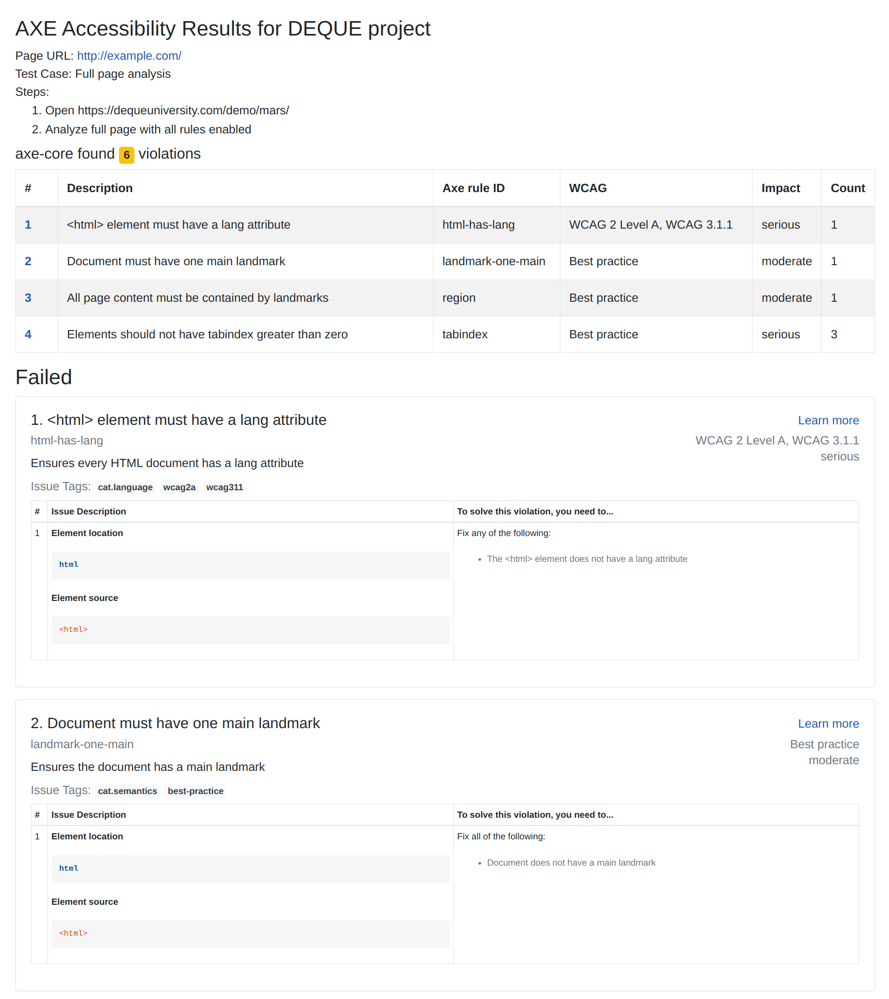 AXE Accessibility Results for DEQUE project
Page URL: http://example.com/
Test Case: Full page analysis
Steps:
1. Open https://dequeuniversity.com/demo/mars/
2. Analyze full page with all rules enabled
axe-core found 6 violations
# Description Axe rule ID WCAG Impact Count
1 <html> element must have a lang attribute html-has-lang WCAG 2 Level A, WCAG 3.1.1 serious 1
2 Document must have one main landmark landmark-one-main Best practice moderate 1
3 All page content must be contained by landmarks region Best practice moderate 1
4 Elements should not have tabindex greater than zero tabindex Best practice serious 3
Failed
1. <html> element must have a lang attribute Learn more
html-has-lang WCAG 2 Level A, WCAG 3.1.1
serious
Ensures every HTML document has a lang attribute
Issue Tags: cat.language wcag2a wcag311
# Issue Description To solve this violation, you need to...
1 Element location Fix any of the following:
• The <html> element does not have a lang attribute
html
Element source
<html>
2. Document must have one main landmark Learn more
landmark-one-main Best practice
moderate
Ensures the document has a main landmark
Issue Tags: cat.semantics best-practice
# Issue Description To solve this violation, you need to...
1 Element location Fix all of the following:
• Document does not have a main landmark
html
Element source
<html>